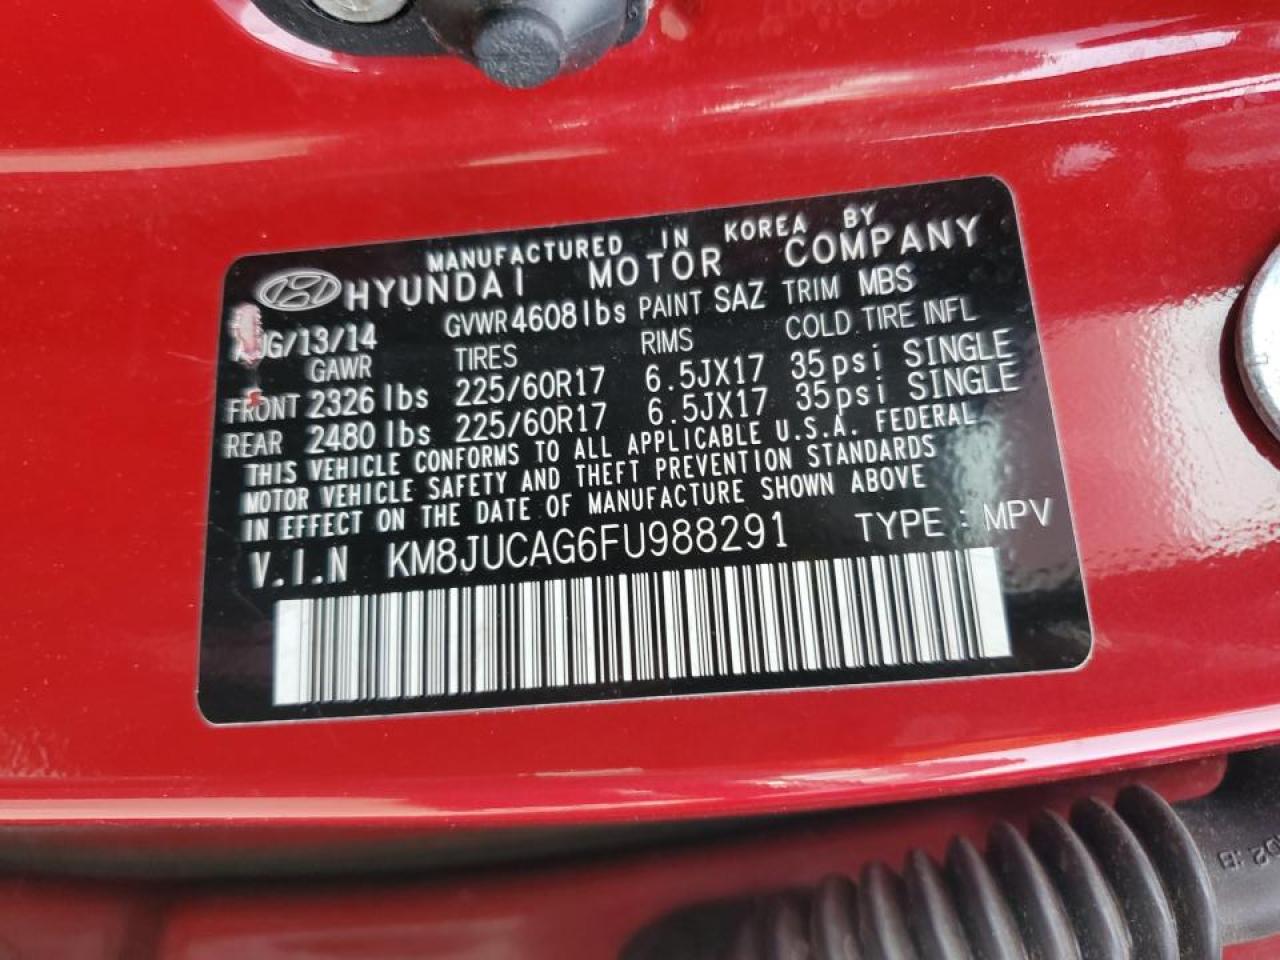 MANUFACTURED IN KOREA BY
HYUNDAI MOTOR COMPANY
AUG/13/14 GVWR 4608lbs PAINT SAZ TRIM MBS
GAWR TIRES RIMS COLD TIRE INFL
FRONT 2326 lbs 225/60R17 6.5JX17 35psi SINGLE
REAR 2480 lbs 225/60R17 6.5JX17 35psi SINGLE
THIS VEHICLE CONFORMS TO ALL APPLICABLE U.S.A. FEDERAL
MOTOR VEHICLE SAFETY AND THEFT PREVENTION STANDARDS
IN EFFECT ON THE DATE OF MANUFACTURE SHOWN ABOVE
V.I.N KM8JUCAG6FU988291 TYPE : MPV